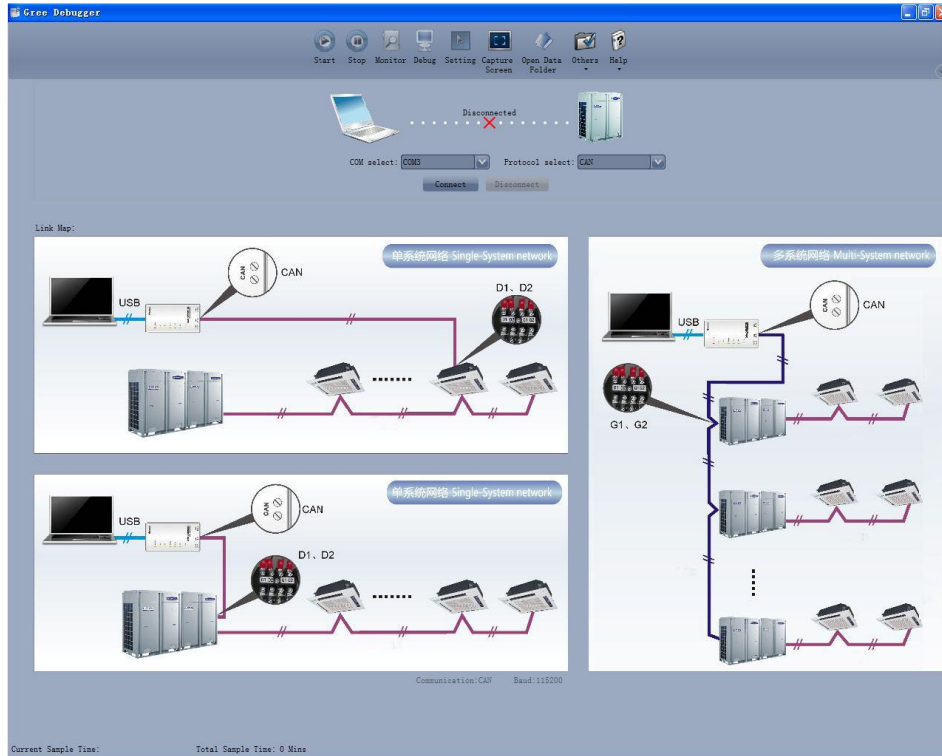 Gree Debugger
Start Stop Monitor Debug Setting Capture Screen Open Data Folder Others Help
Disconnected
COM select: COM3 Protocol select: CAN
Connect Disconnect
Link Map:
单系统网络 Single-System network
CAN
CAN
USB
D1、D2
单系统网络 Single-System network
CAN
CAN
USB
D1、D2
多系统网络 Multi-System network
CAN
CAN
USB
G1、G2
Communication:CAN Baud:115200
Current Sample Time: Total Sample Time: 0 Mins